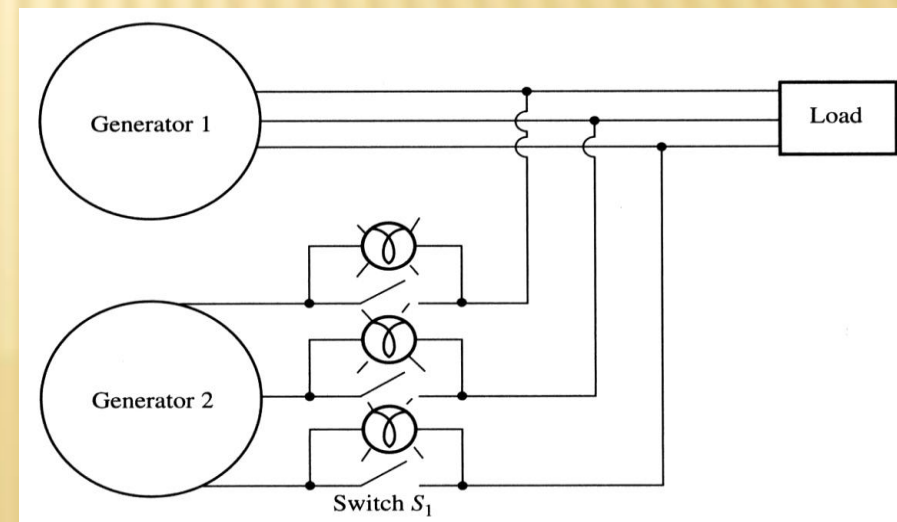 Generator 1
Load
Generator 2
Switch S₁